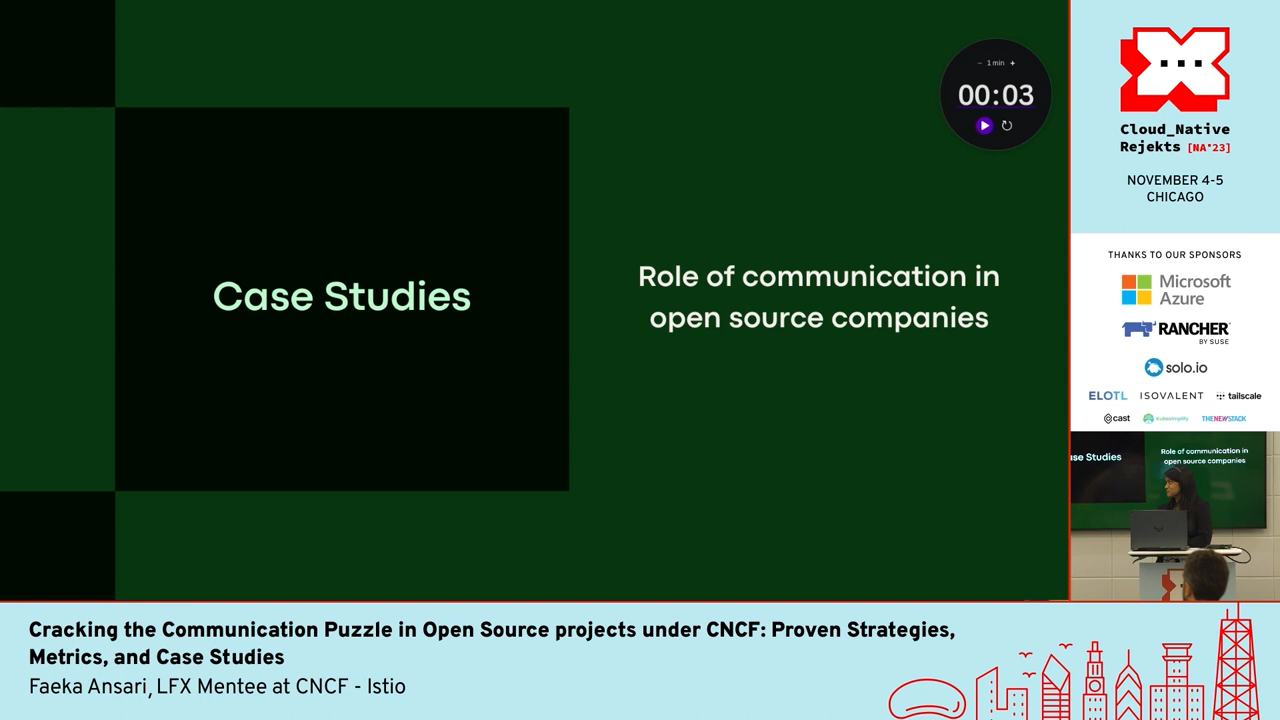 Case Studies
Role of communication in
open source companies
− 1 min +
00:03
Cloud_Native
Rejekts [NA'23]
NOVEMBER 4-5
CHICAGO
THANKS TO OUR SPONSORS
Microsoft
Azure
RANCHER
BY SUSE
solo.io
ELOTL
ISOVALENT
tailscale
cast
Kubesimplify
THENEWSTACK
ase Studies
Role of communication in
open source companies
Cracking the Communication Puzzle in Open Source projects under CNCF: Proven Strategies,
Metrics, and Case Studies
Faeka Ansari, LFX Mentee at CNCF - Istio